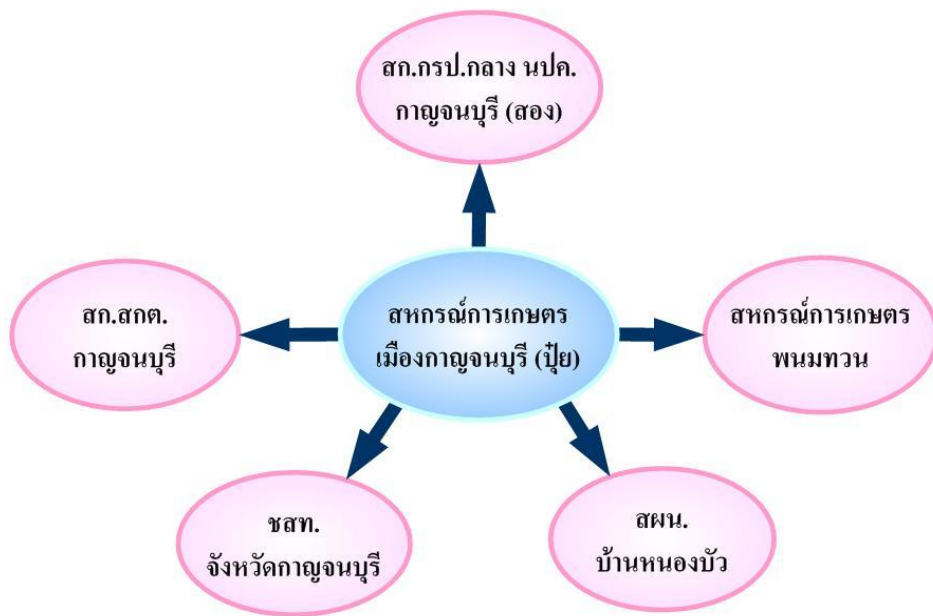 สก.กรป.กลาง นปค.
กาญจนบุรี (สอง)
สก.สกต.
กาญจนบุรี
สหกรณ์การเกษตร
เมืองกาญจนบุรี (ปุ๋ย)
สหกรณ์การเกษตร
พนมทวน
ชสท.
จังหวัดกาญจนบุรี
สผน.
บ้านหนองบัว